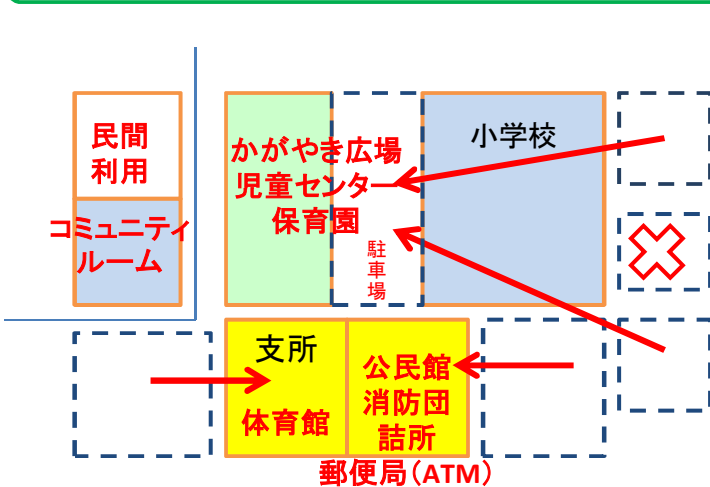 民間
利用
コミュニティ
ルーム
かがやき広場
児童センター
保育園
駐車場
小学校
支所
体育館
公民館
消防団
詰所
郵便局（ATM）